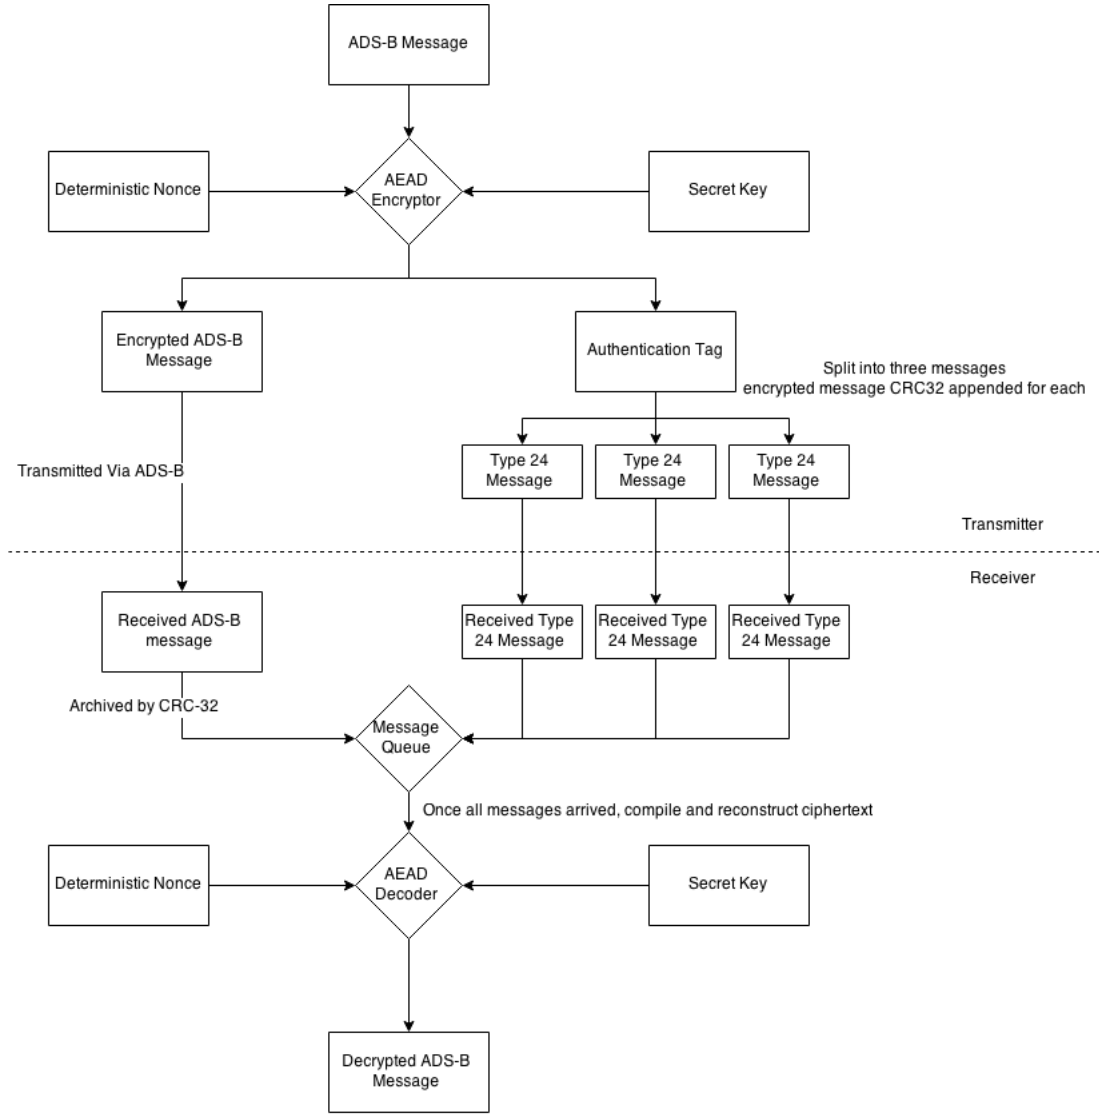 ADS-B Message
Deterministic Nonce
AEAD
Encryptor
Secret Key
Encrypted ADS-B
Message
Authentication Tag
Split into three messages
encrypted message CRC32 appended for each
Transmitted Via ADS-B
Type 24
Message
Type 24
Message
Type 24
Message
Transmitter
Receiver
Received ADS-B
message
Received Type
24 Message
Received Type
24 Message
Received Type
24 Message
Archived by CRC-32
Message
Queue
Once all messages arrived, compile and reconstruct ciphertext
Deterministic Nonce
AEAD
Decoder
Secret Key
Decrypted ADS-B
Message